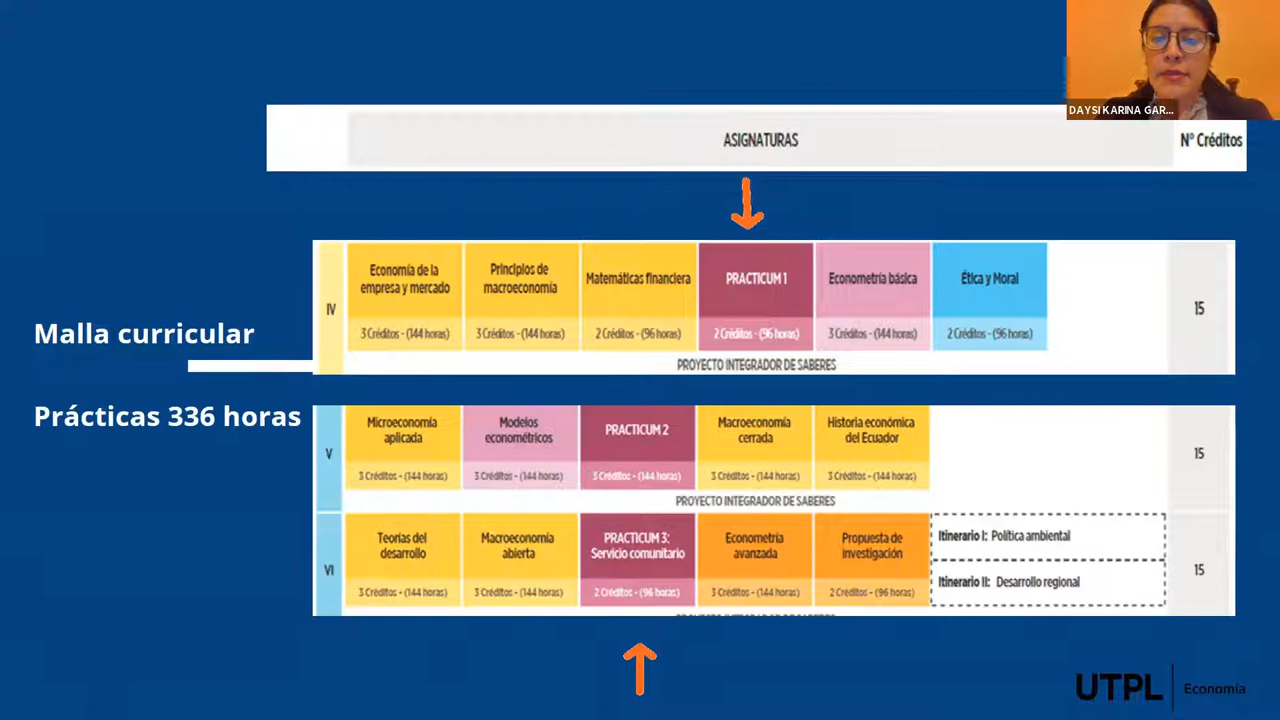 DAYSI KARINA GAR...
ASIGNATURAS
N° Créditos
Malla curricular
Prácticas 336 horas
IV
Economía de la
empresa y mercado
3 Créditos - (144 horas)
Principios de
macroeconomía
3 Créditos - (144 horas)
Matemáticas financiera
2 Créditos - (96 horas)
PRACTICUM 1
2 Créditos - (96 horas)
Econometría básica
3 Créditos - (144 horas)
Ética y Moral
2 Créditos - (96 horas)
15
PROYECTO INTEGRADOR DE SABERES
V
Microeconomía
aplicada
3 Créditos - (144 horas)
Modelos
econométricos
3 Créditos - (144 horas)
PRACTICUM 2
3 Créditos - (144 horas)
Macroeconomía
cerrada
3 Créditos - (144 horas)
Historia económica
del Ecuador
3 Créditos - (144 horas)
15
PROYECTO INTEGRADOR DE SABERES
VI
Teorías del
desarrollo
3 Créditos - (144 horas)
Macroeconomía
abierta
3 Créditos - (144 horas)
PRACTICUM 3:
Servicio comunitario
2 Créditos - (96 horas)
Econometría
avanzada
3 Créditos - (144 horas)
Propuesta de
investigación
2 Créditos - (96 horas)
Itinerario I: Política ambiental
Itinerario II: Desarrollo regional
15
UTPL
Economía